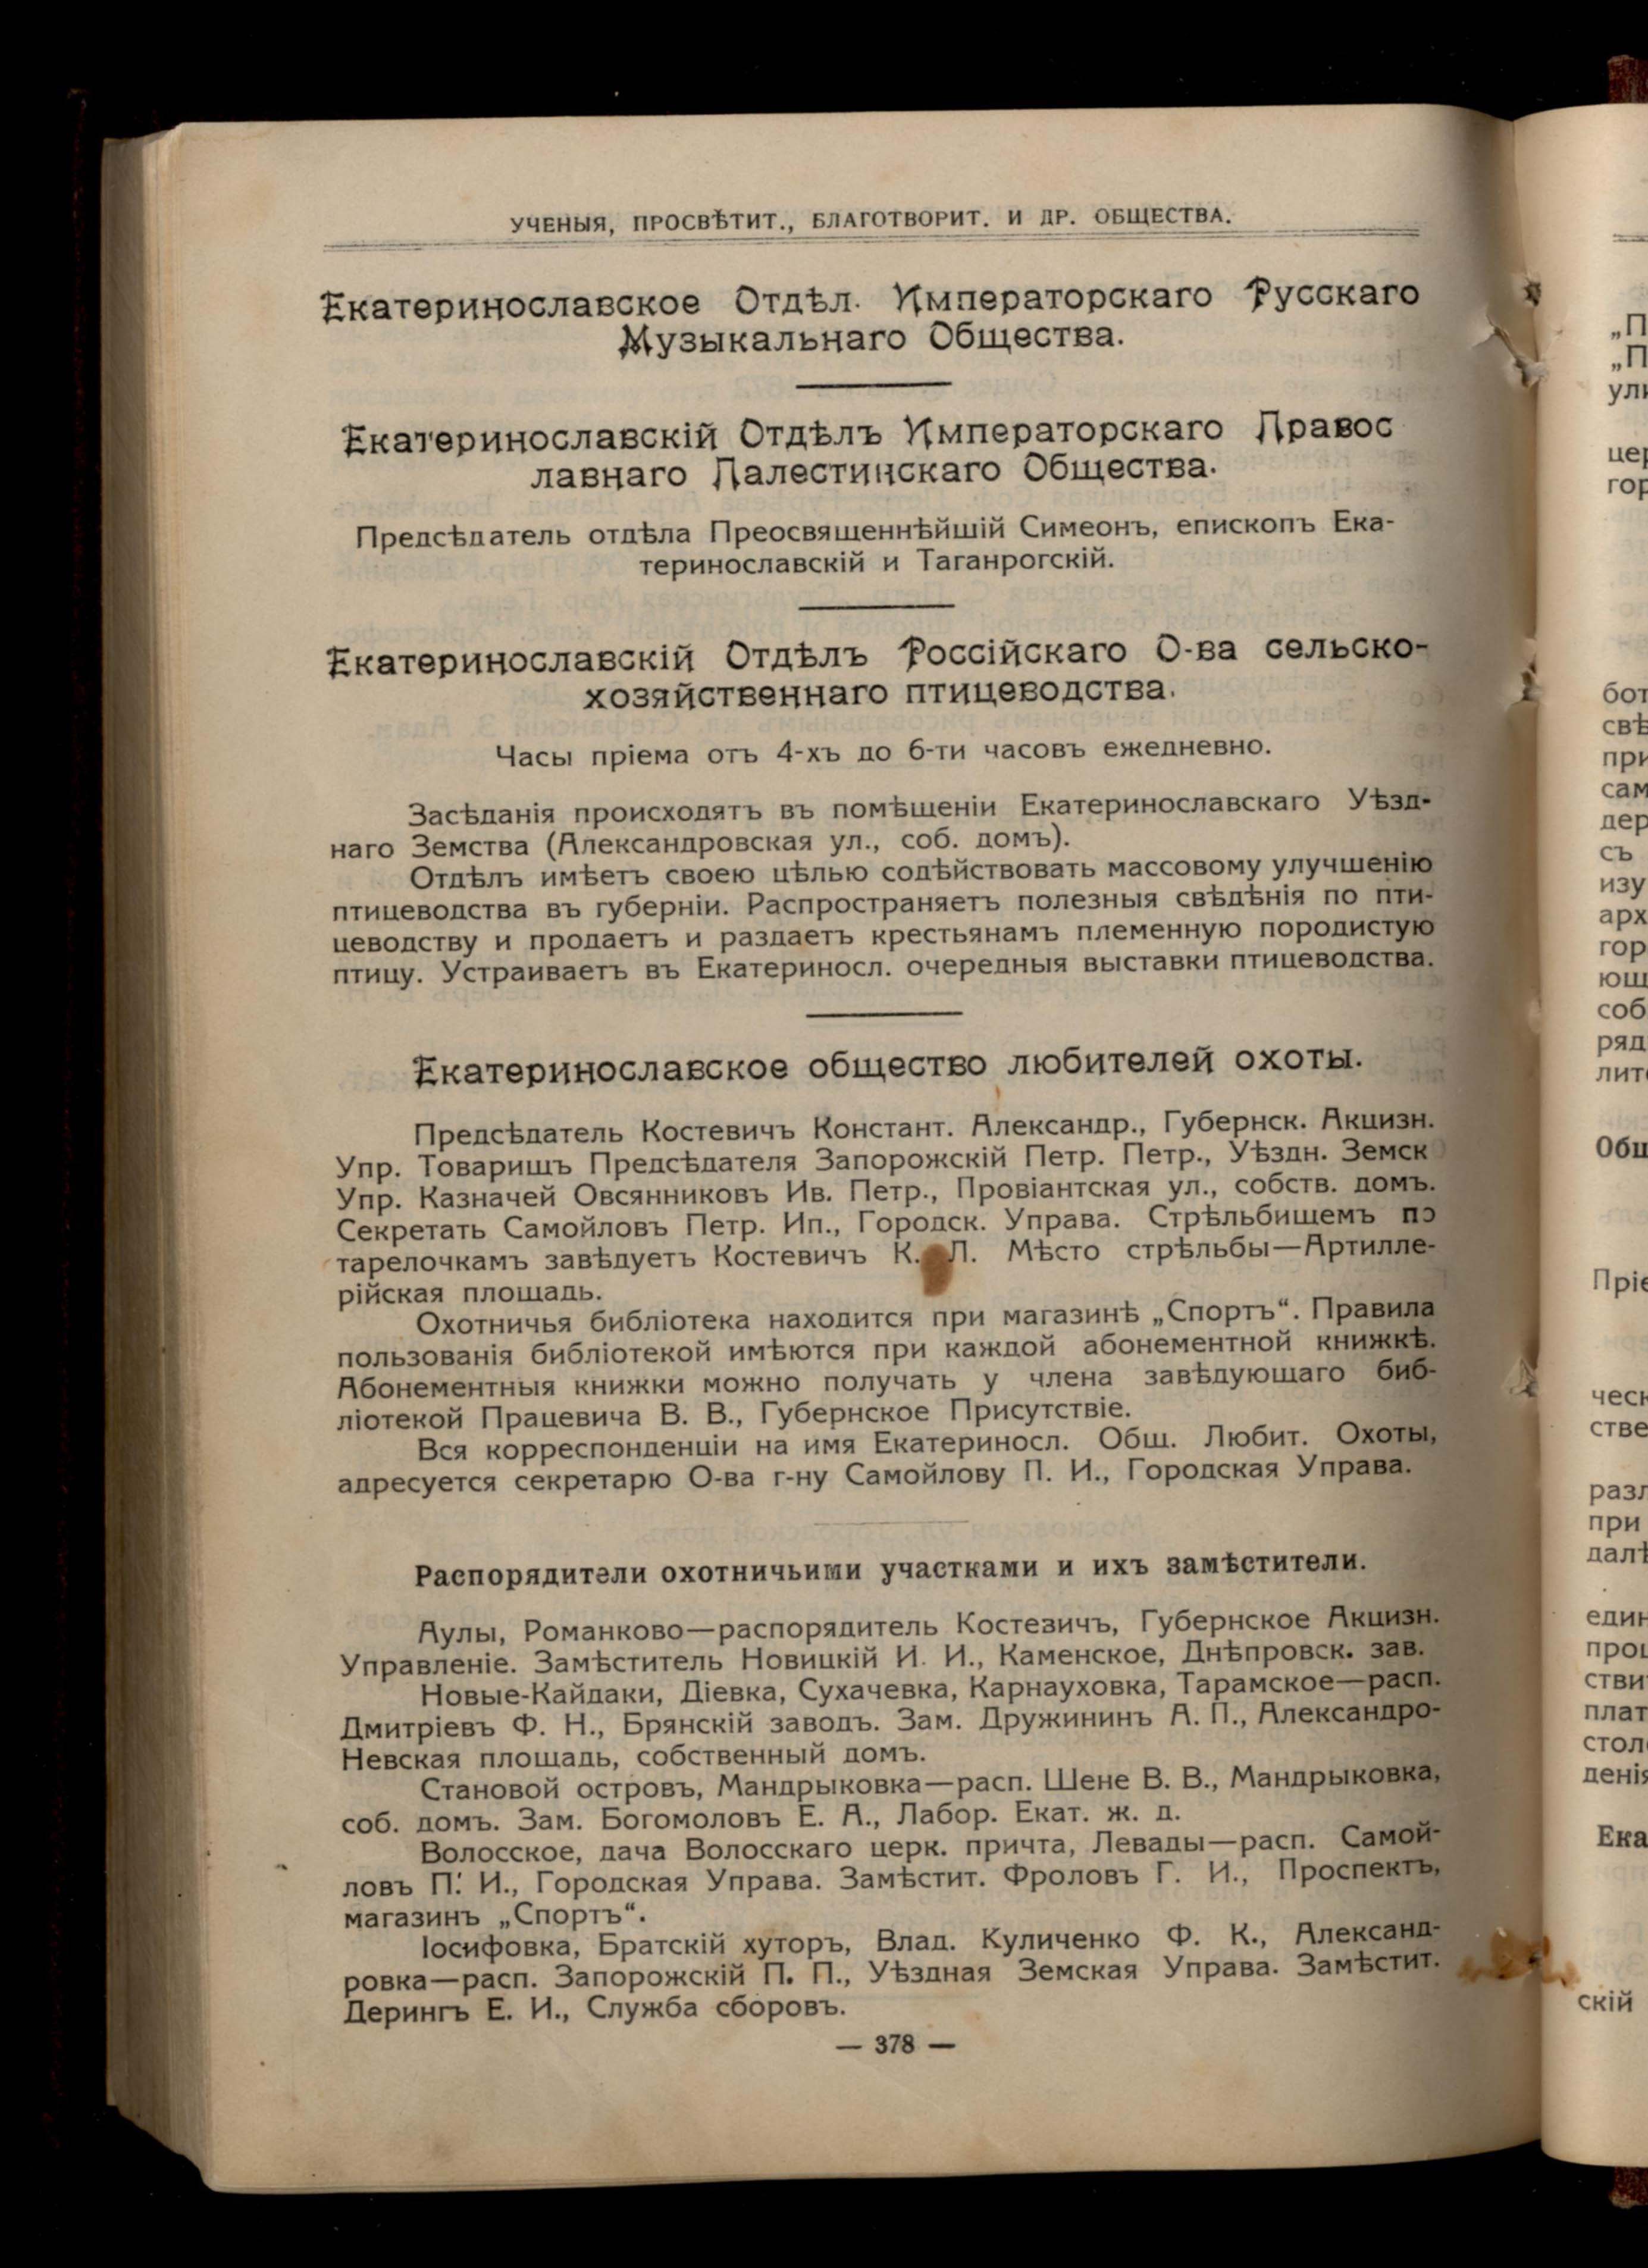 УЧЕНЫЯ, ПРОСВѢТИТ., БЛАГОТВОРИТ. И ДР. ОБЩЕСТВА.
Екатеринославское Отдѣл. Императорскаго Русскаго
Музыкальнаго Общества.
Екатеринославскій Отдѣлъ Императорскаго Правос
лавнаго Палестинскаго Общества.
Предсѣдатель отдѣла Преосвященнѣйшій Симеонъ, епископъ Ека-
теринославскій и Таганрогскій.
Екатеринославскій Отдѣлъ Россійскаго О-ва сельско-
хозяйственнаго птицеводства.
Часы пріема отъ 4-хъ до 6-ти часовъ ежедневно.
Засѣданія происходятъ въ помѣщеніи Екатеринославскаго Уѣзд-
наго Земства (Александровская ул., соб. домъ).
Отдѣлъ имѣетъ своею цѣлью содѣйствовать массовому улучшенію
птицеводства въ губерніи. Распространяетъ полезныя свѣдѣнія по пти-
цеводству и продаетъ и раздаетъ крестьянамъ племенную породистую
птицу. Устраиваетъ въ Екатериносл. очередныя выставки птицеводства.
Екатеринославское общество любителей охоты.
Предсѣдатель Костевичъ Констант. Александр., Губернск. Акцизн.
Упр. Товарищъ Предсѣдателя Запорожскій Петр. Петр., Уѣздн. Земск
Упр. Казначей Овсянниковъ Ив. Петр., Провіантская ул., собств. домъ.
Секретать Самойловъ Петр. Ип., Городск. Управа. Стрѣльбищемъ по
тарелочкамъ завѣдуетъ Костевичъ К. Л. Мѣсто стрѣльбы—Артилле-
рійская площадь.
Охотничья библіотека находится при магазинѣ „Спортъ“. Правила
пользованія библіотекой имѣются при каждой абонементной книжкѣ.
Абонементныя книжки можно получать у члена завѣдующаго биб-
ліотекой Працевича В. В., Губернское Присутствіе.
Вся корреспонденціи на имя Екатериносл. Общ. Любит. Охоты,
адресуется секретарю О-ва г-ну Самойлову П. И., Городская Управа.
Распорядители охотничьими участками и ихъ замѣстители.
Аулы, Романково—распорядитель Костезичъ, Губернское Акцизн.
Управленіе. Замѣститель Новицкій И. И., Каменское, Днѣпровск. зав.
Новые-Кайдаки, Діевка, Сухачевка, Карнауховка, Тарамское—расп.
Дмитріевъ Ф. Н., Брянскій заводъ. Зам. Дружининъ А. П., Александро-
Невская площадь, собственный домъ.
Становой островъ, Мандрыковка—расп. Шене В. В., Мандрыковка,
соб. домъ. Зам. Богомоловъ Е. А., Лабор. Екат. ж. д.
Волосское, дача Волосскаго церк. причта, Левады—расп. Самой-
ловъ П. И., Городская Управа. Замѣстит. Фроловъ Г. И., Проспектъ,
магазинъ „Спортъ“.
Іосифовка, Братскій хуторъ, Влад. Куличенко Ф. К., Александ-
ровка—расп. Запорожскій П. П., Уѣздная Земская Управа. Замѣстит.
Дерингъ Е. И., Служба сборовъ.
— 378 —